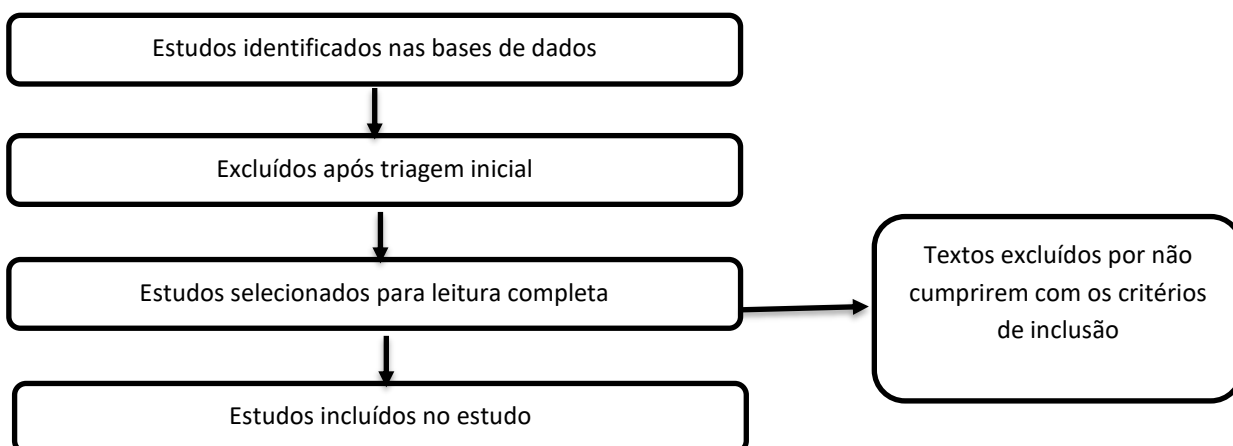 Estudos identificados nas bases de dados
Excluídos após triagem inicial
Estudos selecionados para leitura completa
Textos excluídos por não
cumprirem com os critérios
de inclusão
Estudos incluídos no estudo